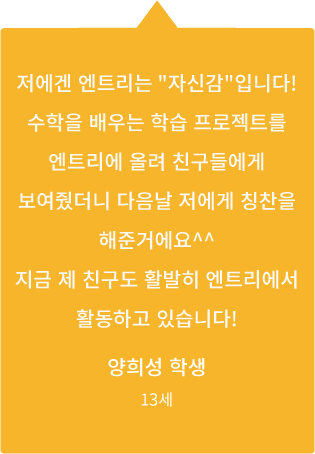 저에겐 엔트리는 "자신감"입니다!
수학을 배우는 학습 프로젝트를
엔트리에 올려 친구들에게
보여줬더니 다음날 저에게 칭찬을
해준거에요^^
지금 제 친구도 활발히 엔트리에서
활동하고 있습니다!
양희성 학생
13세